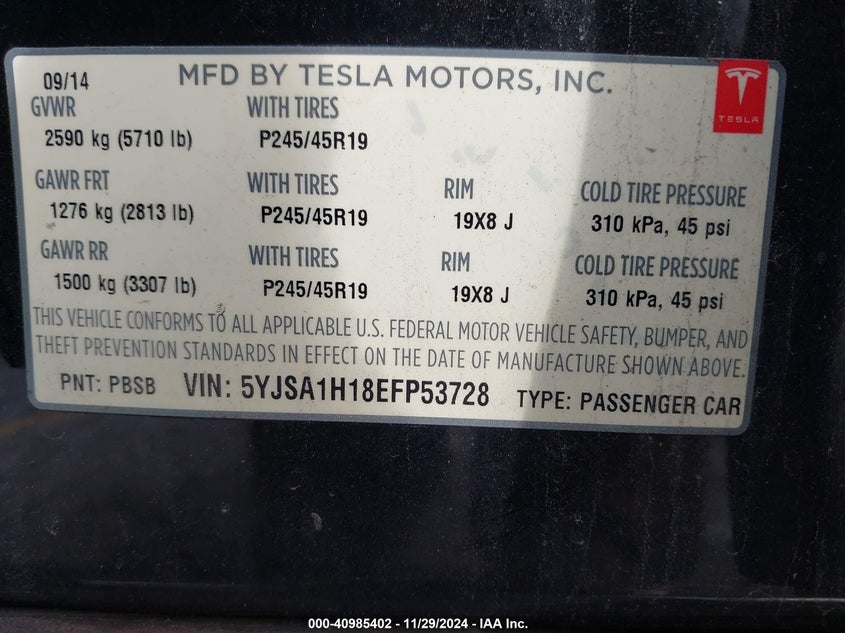 09/14 MFD BY TESLA MOTORS, INC.
TESLA
GVWR WITH TIRES
2590 kg (5710 lb) P245/45R19
GAWR FRT WITH TIRES RIM COLD TIRE PRESSURE
1276 kg (2813 lb) P245/45R19 19X8 J 310 kPa, 45 psi
GAWR RR WITH TIRES RIM COLD TIRE PRESSURE
1500 kg (3307 lb) P245/45R19 19X8 J 310 kPa, 45 psi
THIS VEHICLE CONFORMS TO ALL APPLICABLE U.S. FEDERAL MOTOR VEHICLE SAFETY, BUMPER, AND
THEFT PREVENTION STANDARDS IN EFFECT ON THE DATE OF MANUFACTURE SHOWN ABOVE.
PNT: PBSB VIN: 5YJSA1H18EFP53728 TYPE: PASSENGER CAR
000-40985402 - 11/29/2024 - IAA Inc.